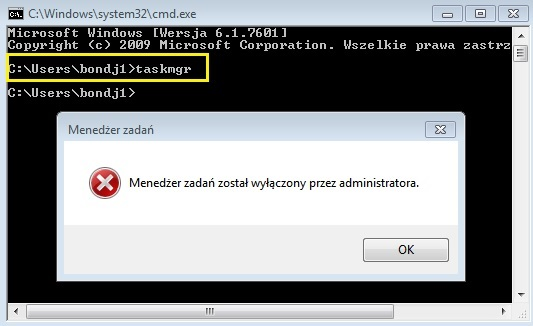 C:\Windows\system32\cmd.exe
Microsoft Windows [Wersja 6.1.7601]
Copyright (c) 2009 Microsoft Corporation. Wszelkie prawa zastrz
C:\Users\bondj1>taskmgr
C:\Users\bondj1>
Menedżer zadań
Menedżer zadań został wyłączony przez administratora.
OK